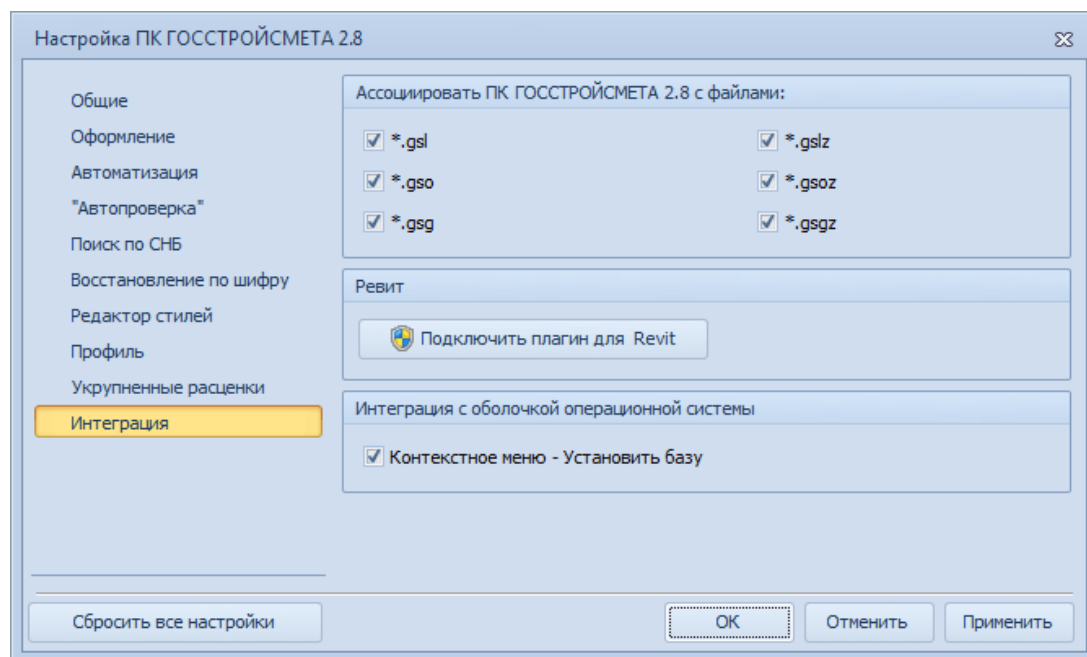 Настройка ПК ГОССТРОЙСМЕТА 2.8
Общие
Оформление
Автоматизация
"Автопроверка"
Поиск по СНБ
Восстановление по шифру
Редактор стилей
Профиль
Укрупненные расценки
Интеграция
Ассоциировать ПК ГОССТРОЙСМЕТА 2.8 с файлами:
*.gsl *.gslz
*.gso *.gsoz
*.gsg *.gsgz
Ревит
Подключить плагин для Revit
Интеграция с оболочкой операционной системы
Контекстное меню - Установить базу
Сбросить все настройки OK Отменить Применить